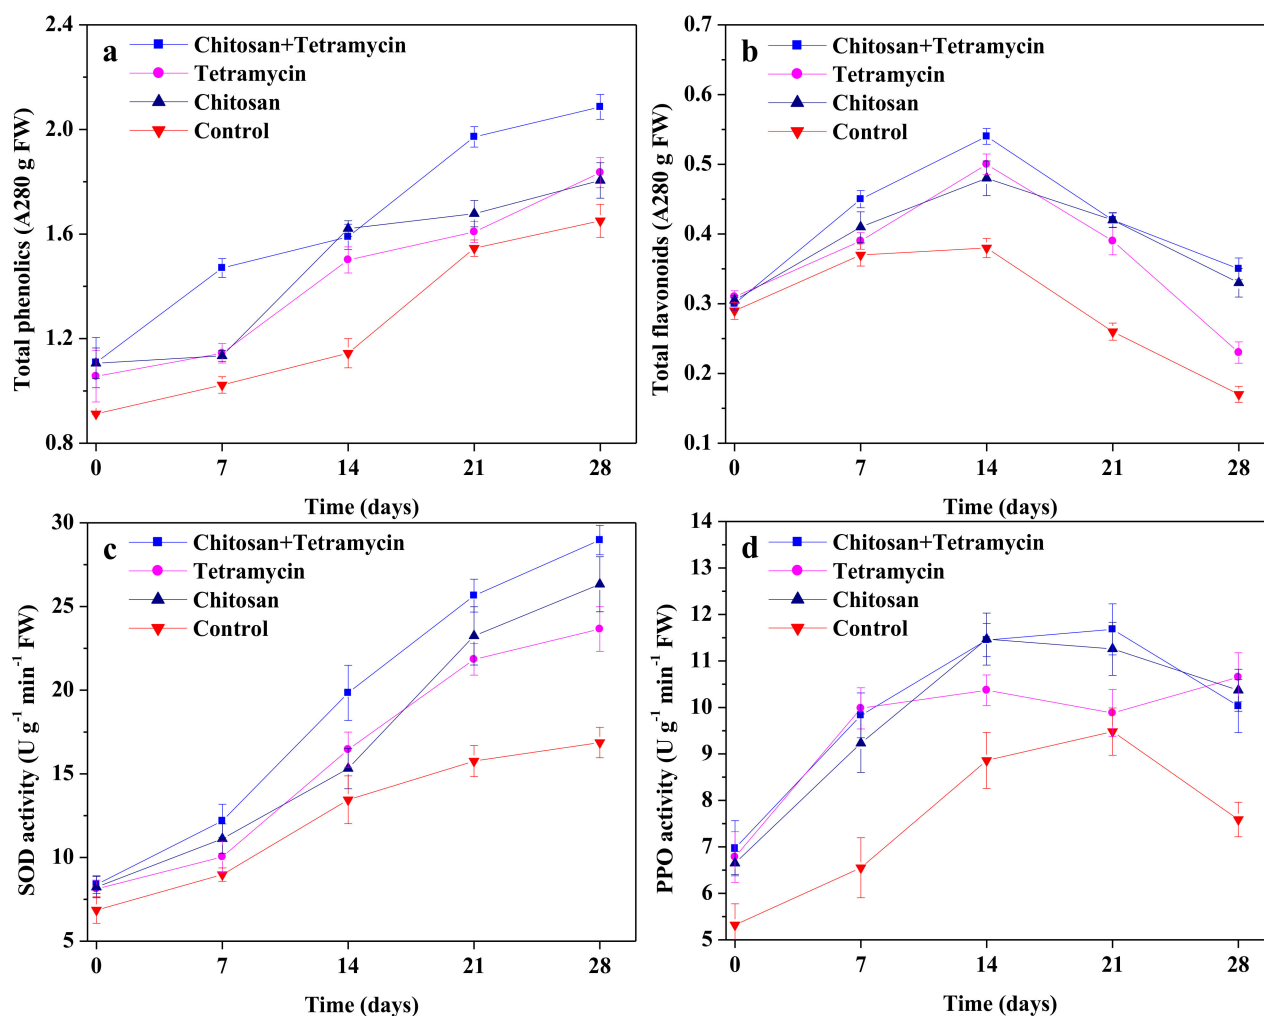 a
Chitosan+Tetramycin
Tetramycin
Chitosan
Control
Total phenolics (A280 g FW)
2.4
2.0
1.6
1.2
0.8
0 7 14 21 28
Time (days)
b
Chitosan+Tetramycin
Tetramycin
Chitosan
Control
Total flavonoids (A280 g FW)
0.7
0.6
0.5
0.4
0.3
0.2
0.1
0 7 14 21 28
Time (days)
c
Chitosan+Tetramycin
Tetramycin
Chitosan
Control
SOD activity (U g⁻¹ min⁻¹ FW)
30
25
20
15
10
5
0 7 14 21 28
Time (days)
d
Chitosan+Tetramycin
Tetramycin
Chitosan
Control
PPO activity (U g⁻¹ min⁻¹ FW)
14
13
12
11
10
9
8
7
6
5
0 7 14 21 28
Time (days)